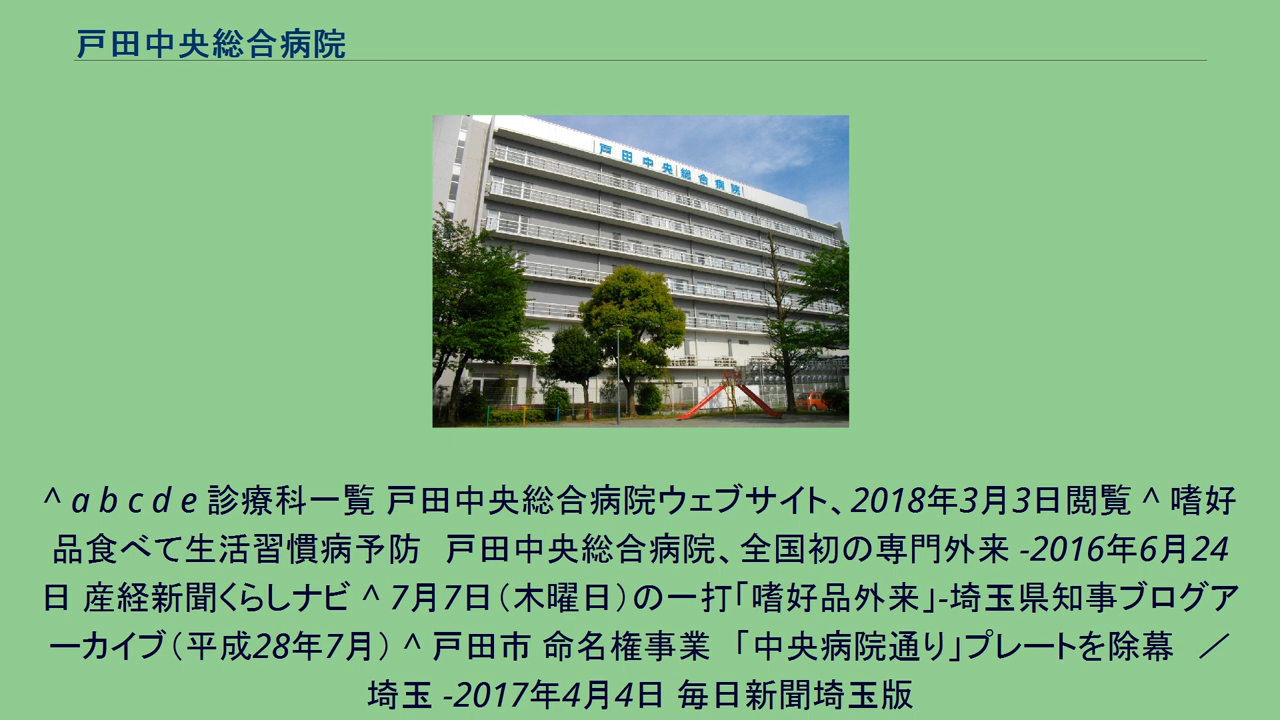 戸田中央総合病院
戸田中央総合病院
^ a b c d e 診療科一覧 戸田中央総合病院ウェブサイト、2018年3月3日閲覧 ^ 嗜好
品食べて生活習慣病予防　戸田中央総合病院、全国初の専門外来 -2016年6月24
日 産経新聞くらしナビ ^ 7月7日（木曜日）の一打「嗜好品外来」-埼玉県知事ブログア
ーカイブ（平成28年7月） ^ 戸田市 命名権事業　「中央病院通り」プレートを除幕　／
埼玉 -2017年4月4日 毎日新聞埼玉版